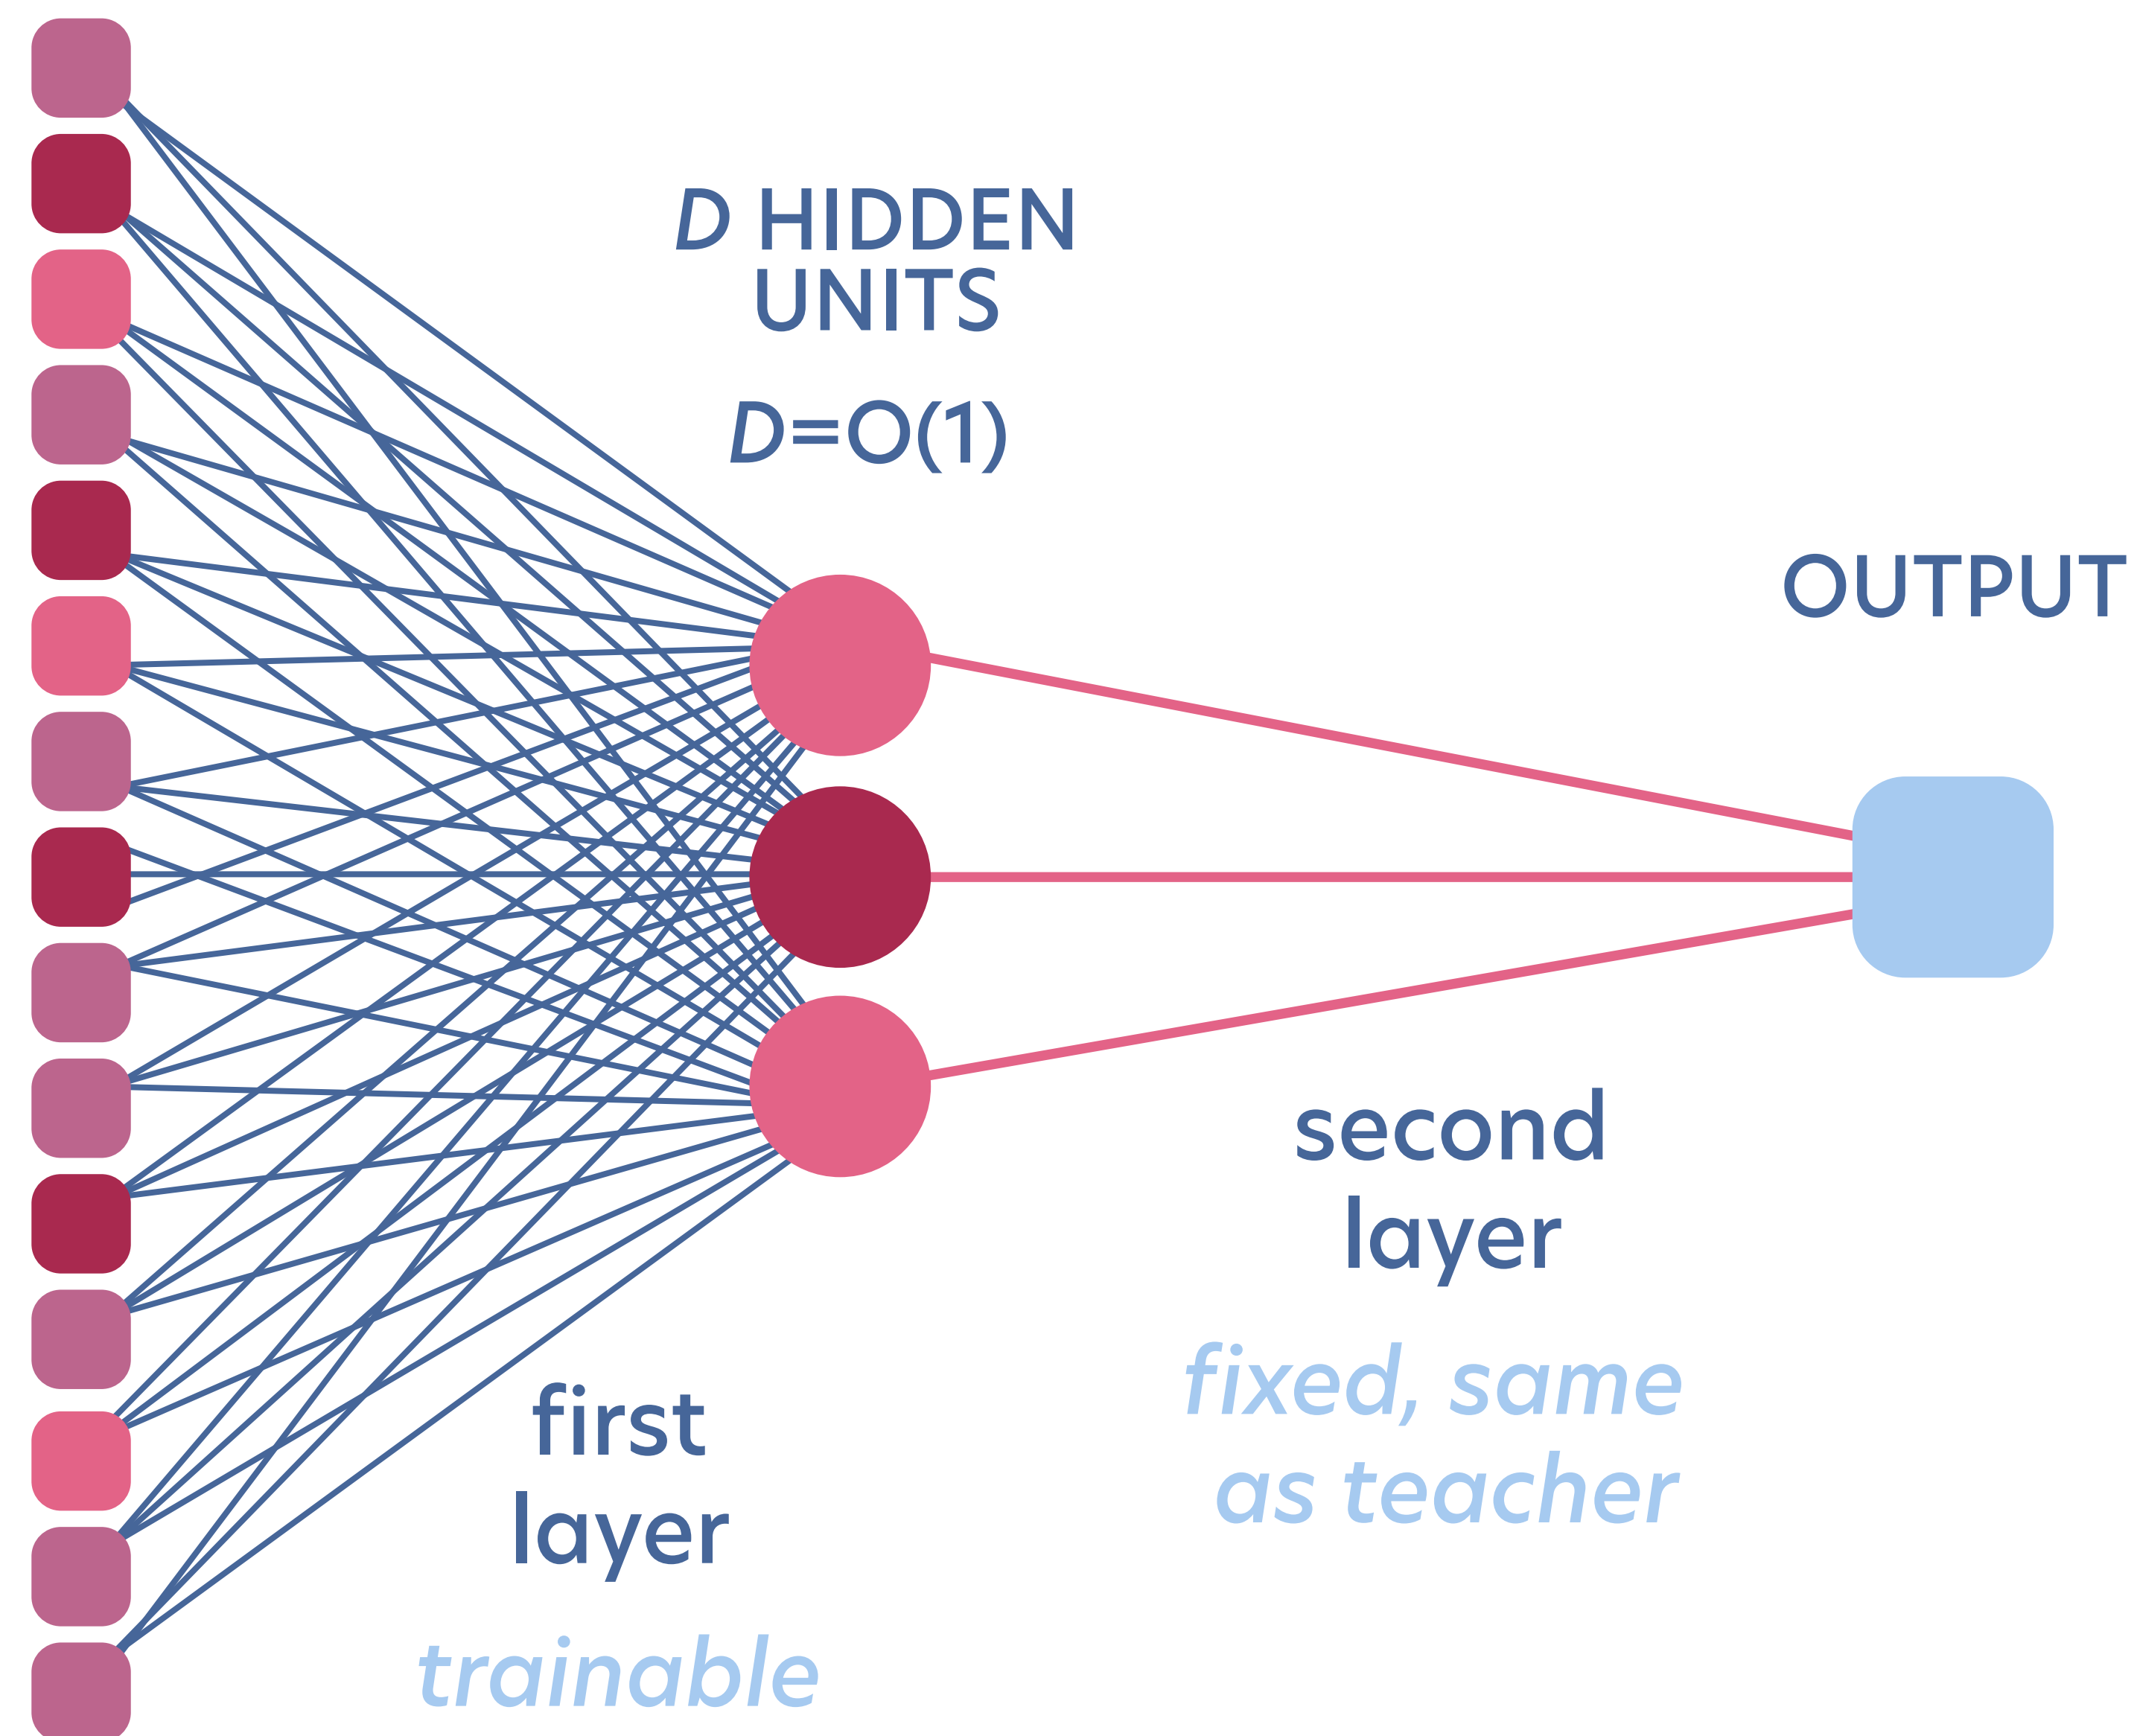 D HIDDEN
UNITS
D=O(1)
OUTPUT
second
layer
fixed, same
as teacher
first
layer
trainable